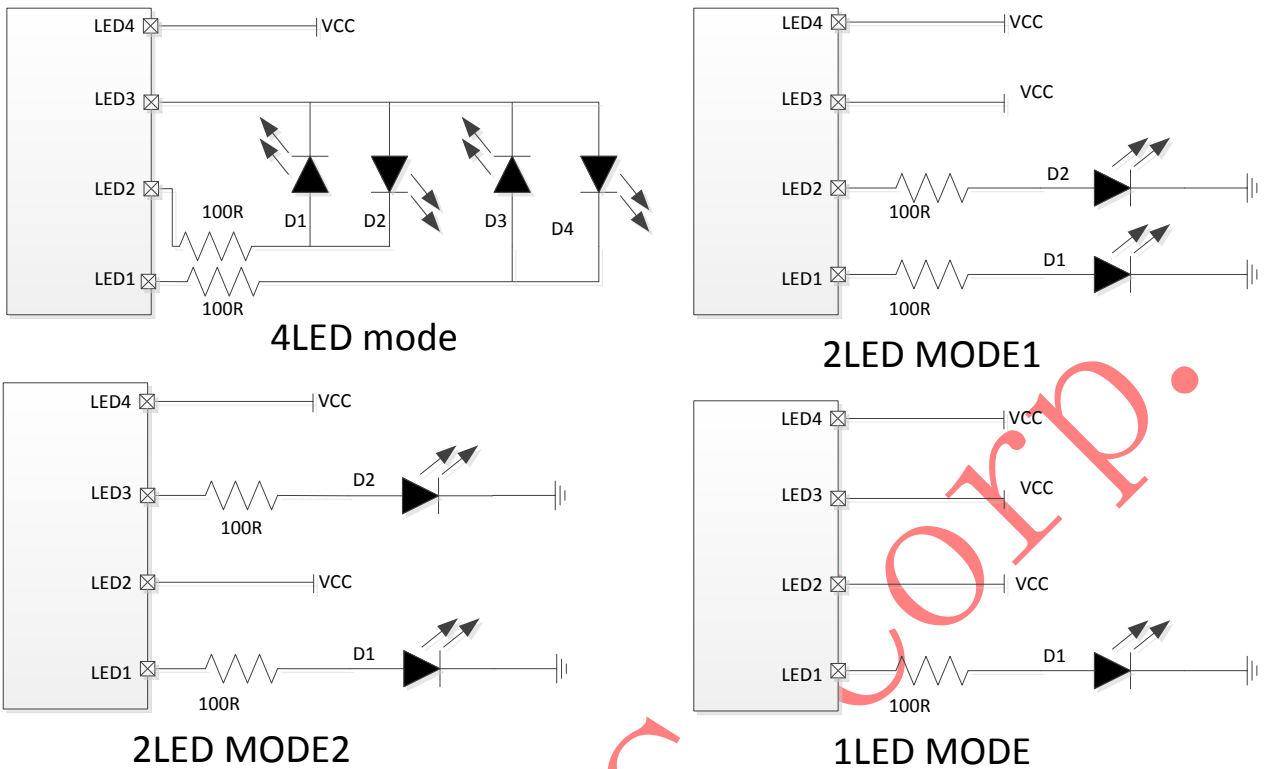 LED4
VCC
LED3
LED2
100R
D1
D2
D3
D4
LED1
100R
4LED mode
LED4
VCC
LED3
VCC
LED2
D2
100R
LED1
D1
100R
2LED MODE1
LED4
VCC
LED3
D2
100R
LED2
VCC
LED1
D1
100R
2LED MODE2
LED4
VCC
LED3
VCC
LED2
VCC
LED1
D1
100R
1LED MODE
corp.